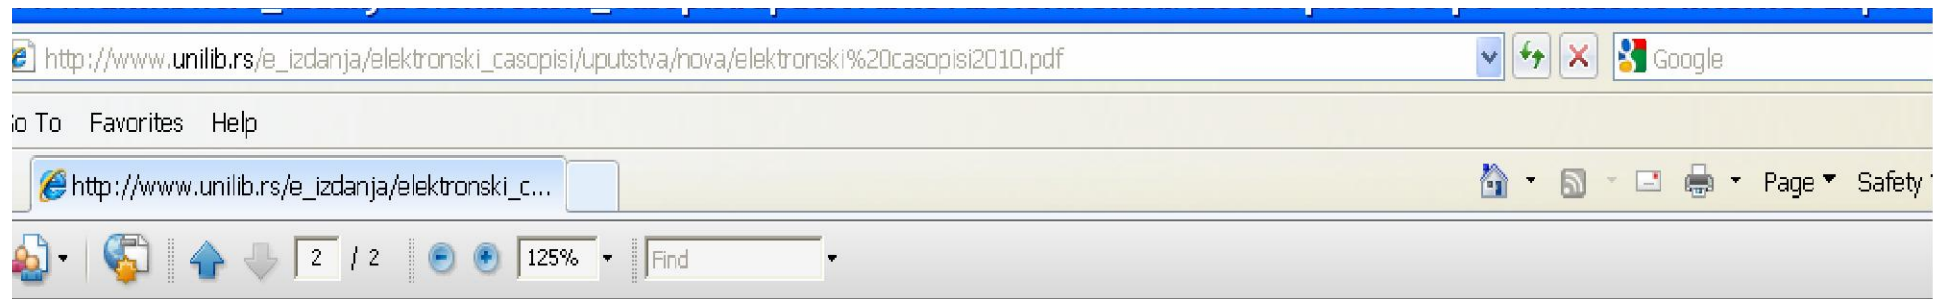 http://www.unilib.rs/e_izdanja/elektronski_casopisi/uputstva/nova/elektronski%20casopisi2010.pdf Google
o To Favorites Help
http://www.unilib.rs/e_izdanja/elektronski_c... Page Safety
2 / 2 125% Find